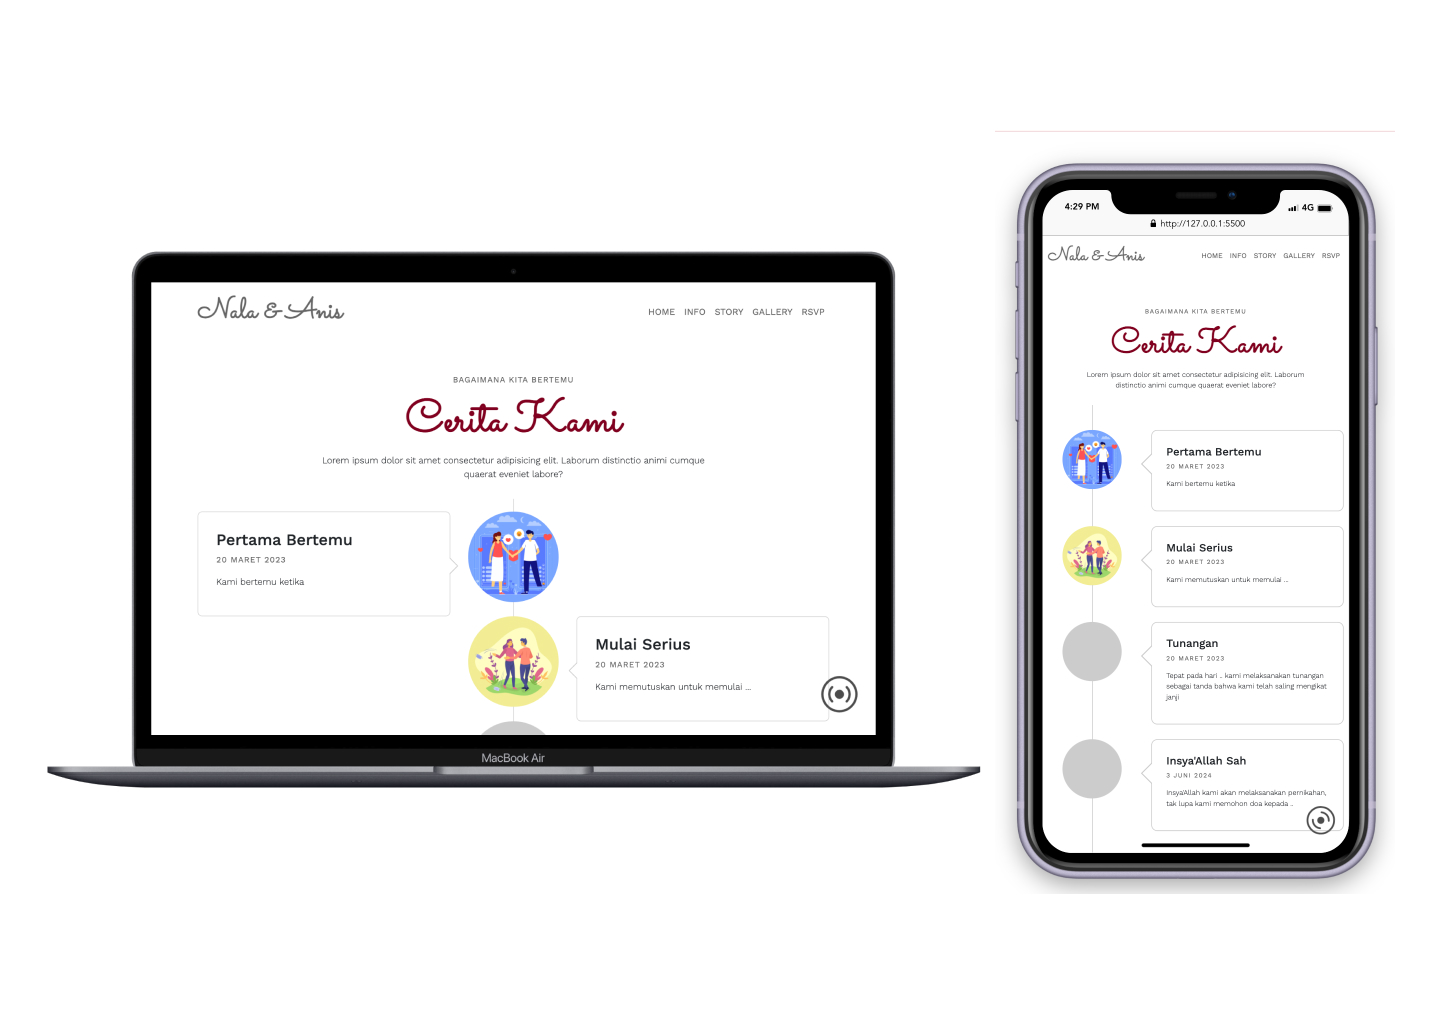 Nala & Anis
HOME INFO STORY GALLERY RSVP
BAGAIMANA KITA BERTEMU
Cerita Kami
Lorem ipsum dolor sit amet consectetur adipisicing elit. Laborum distinctio animi cumque
quaerat eveniet labore?
Pertama Bertemu
20 MARET 2023
Kami bertemu ketika
Mulai Serius
20 MARET 2023
Kami memutuskan untuk memulai ...
MacBook Air
4:29 PM
4G
http://127.0.0.1:5500
Nala & Anis
HOME INFO STORY GALLERY RSVP
BAGAIMANA KITA BERTEMU
Cerita Kami
Lorem ipsum dolor sit amet consectetur adipisicing elit. Laborum
distinctio animi cumque quaerat eveniet labore?
Pertama Bertemu
20 MARET 2023
Kami bertemu ketika
Mulai Serius
20 MARET 2023
Kami memutuskan untuk memulai ...
Tunangan
20 MARET 2023
Tepat pada hari .. kami melaksanakan tunangan
sebagai tanda bahwa kami telah saling mengikat
janji
Insya'Allah Sah
3 JUNI 2024
Insya'Allah kami akan melaksanakan pernikahan,
tak lupa kami memohon doa kepada ..